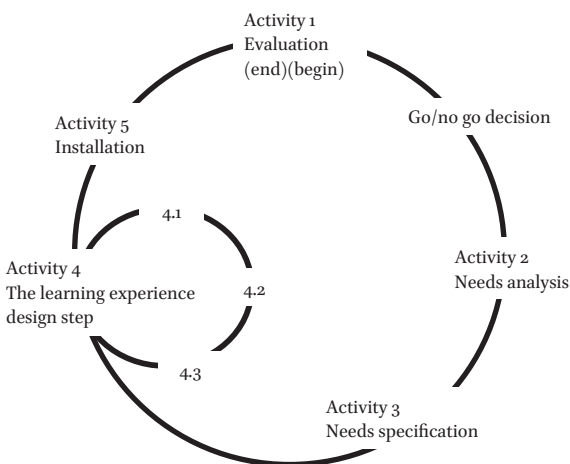 Activity 1
Evaluation
(end)(begin)
Go/no go decision
Activity 2
Needs analysis
Activity 3
Needs specification
Activity 4
The learning experience
design step
4.1
4.2
4.3
Activity 5
Installation